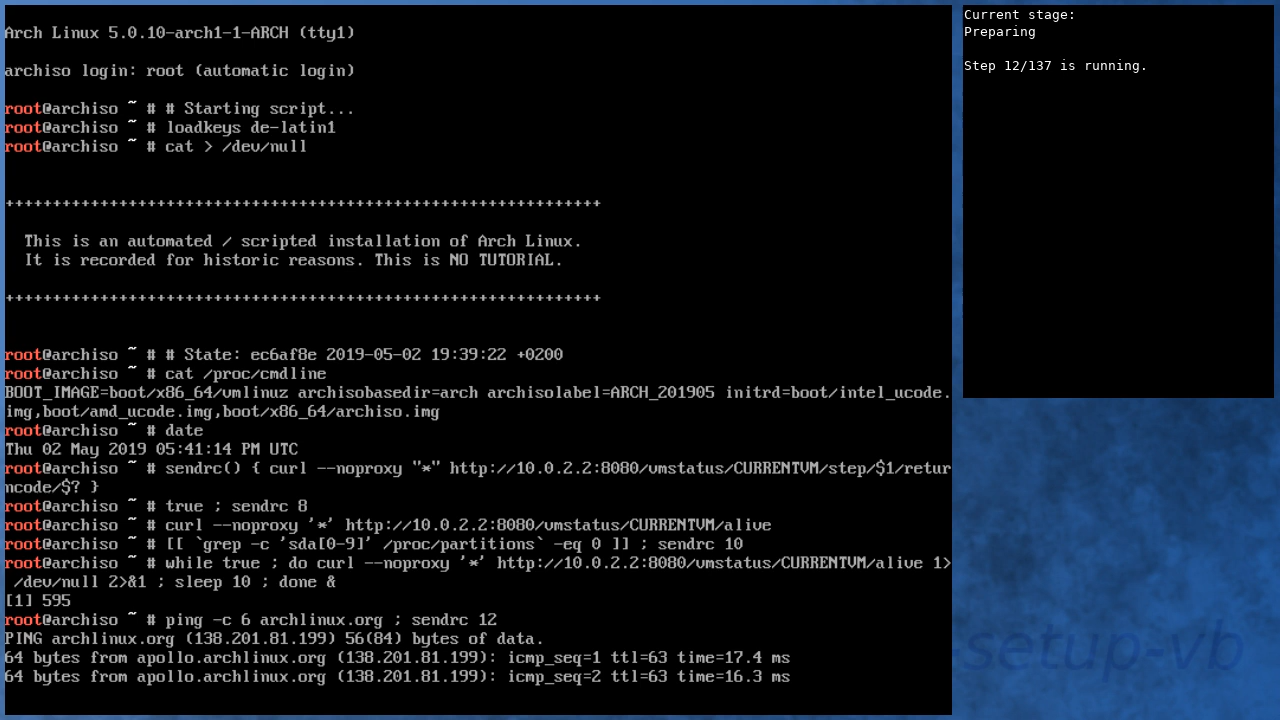 Arch Linux 5.0.10-arch1-1-ARCH (tty1)
archiso login: root (automatic login)
root@archiso ~ # # Starting script...
root@archiso ~ # loadkeys de-latin1
root@archiso ~ # cat > /dev/null
+++++++++++++++++++++++++++++++++++++++++++++++++++++++++++++++
This is an automated / scripted installation of Arch Linux.
It is recorded for historic reasons. This is NO TUTORIAL.
+++++++++++++++++++++++++++++++++++++++++++++++++++++++++++++++
root@archiso ~ # # State: ec6af8e 2019-05-02 19:39:22 +0200
root@archiso ~ # cat /proc/cmdline
BOOT_IMAGE=boot/x86_64/vmlinuz archisobasedir=arch archisolabel=ARCH_201905 initrd=boot/intel_ucode.
img,boot/amd_ucode.img,boot/x86_64/archiso.img
root@archiso ~ # date
Thu 02 May 2019 05:41:14 PM UTC
root@archiso ~ # sendrc() { curl --noproxy "*" http://10.0.2.2:8080/vmstatus/CURRENTVM/step/$1/retur
ncode/$? }
root@archiso ~ # true ; sendrc 8
root@archiso ~ # curl --noproxy '*' http://10.0.2.2:8080/vmstatus/CURRENTVM/alive
root@archiso ~ # [[ `grep -c 'sda[0-9]' /proc/partitions` -eq 0 ]] ; sendrc 10
root@archiso ~ # while true ; do curl --noproxy '*' http://10.0.2.2:8080/vmstatus/CURRENTVM/alive 1>
/dev/null 2>&1 ; sleep 10 ; done &
[1] 595
root@archiso ~ # ping -c 6 archlinux.org ; sendrc 12
PING archlinux.org (138.201.81.199) 56(84) bytes of data.
64 bytes from apollo.archlinux.org (138.201.81.199): icmp_seq=1 ttl=63 time=17.4 ms
64 bytes from apollo.archlinux.org (138.201.81.199): icmp_seq=2 ttl=63 time=16.3 ms
Current stage:
Preparing
Step 12/137 is running.
-setup-vb